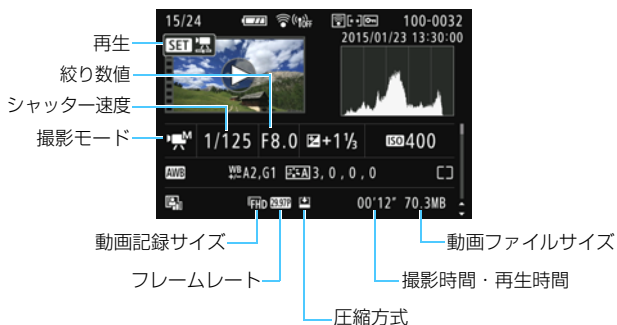 15/24 OFF 100-0032
再生 SET 2015/01/23 13:30:00
絞り数値
シャッター速度
撮影モード M 1/125 F8.0 +1⅓ ISO 400
AWB WB +/- A2,G1 A 3, 0, 0, 0
FHD 29.97P 00'12" 70.3MB
動画記録サイズ 動画ファイルサイズ
フレームレート 撮影時間・再生時間
圧縮方式